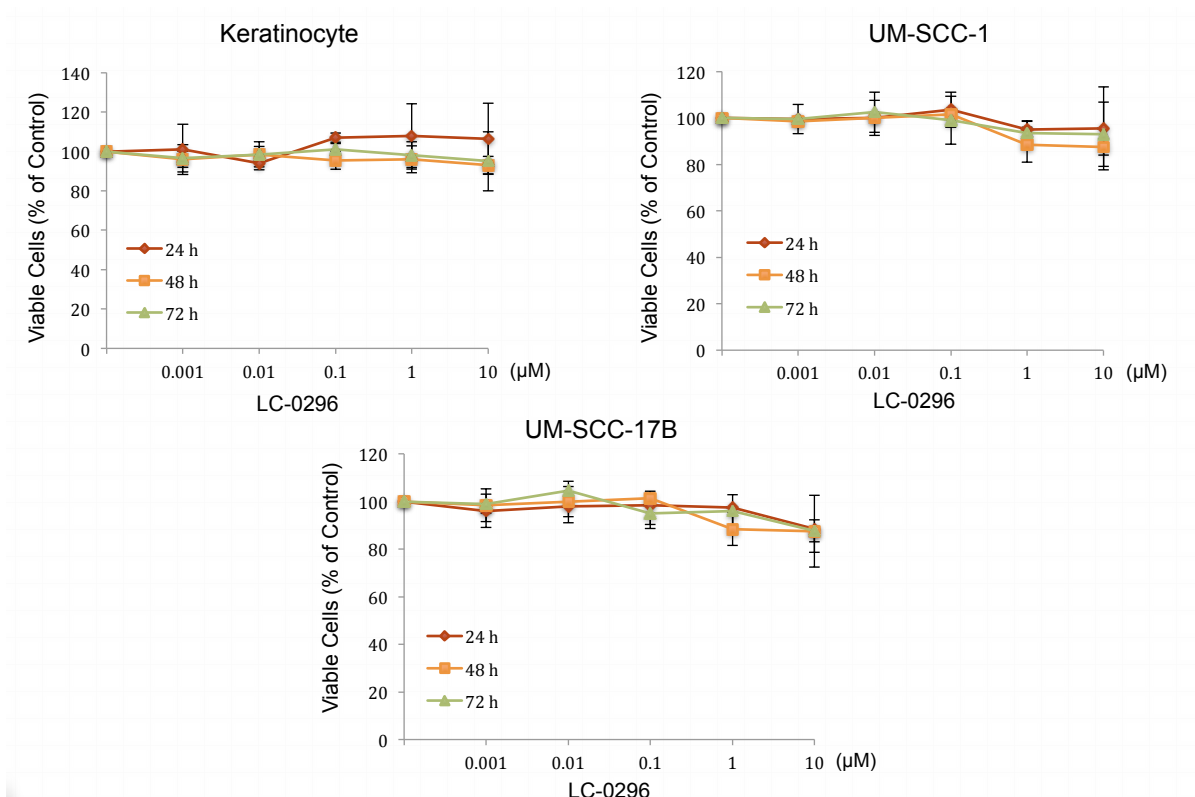 Keratinocyte
140
120
100
80
60
40
20
0
Viable Cells (% of Control)
24 h
48 h
72 h
0.001 0.01 0.1 1 10 (µM)
LC-0296
UM-SCC-1
120
100
80
60
40
20
0
Viable Cells (% of Control)
24 h
48 h
72 h
0.001 0.01 0.1 1 10 (µM)
LC-0296
UM-SCC-17B
120
100
80
60
40
20
0
Viable Cells (% of Control)
24 h
48 h
72 h
0.001 0.01 0.1 1 10 (µM)
LC-0296